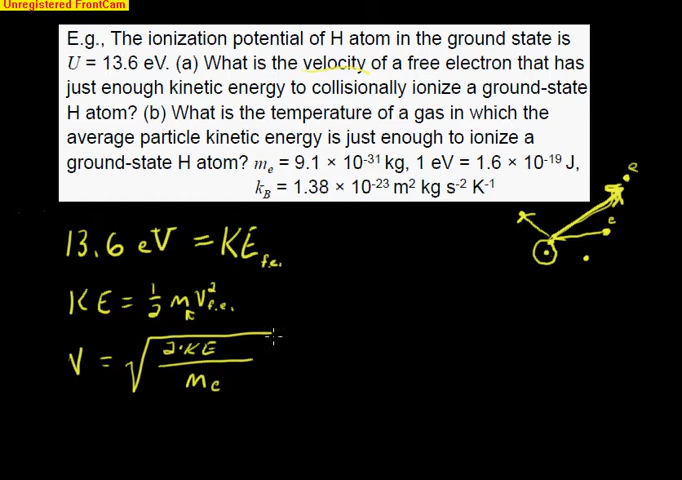 Unregistered FrontCam
E.g., The ionization potential of H atom in the ground state is
U = 13.6 eV. (a) What is the velocity of a free electron that has
just enough kinetic energy to collisionally ionize a ground-state
H atom? (b) What is the temperature of a gas in which the
average particle kinetic energy is just enough to ionize a
ground-state H atom? mₑ = 9.1 × 10⁻³¹ kg, 1 eV = 1.6 × 10⁻¹⁹ J,
k_B = 1.38 × 10⁻²³ m² kg s⁻² K⁻¹
e
e
13.6 eV = KE f.e.
KE = ½ mₑ v² f.e.
V = √(2·KE / mₑ)